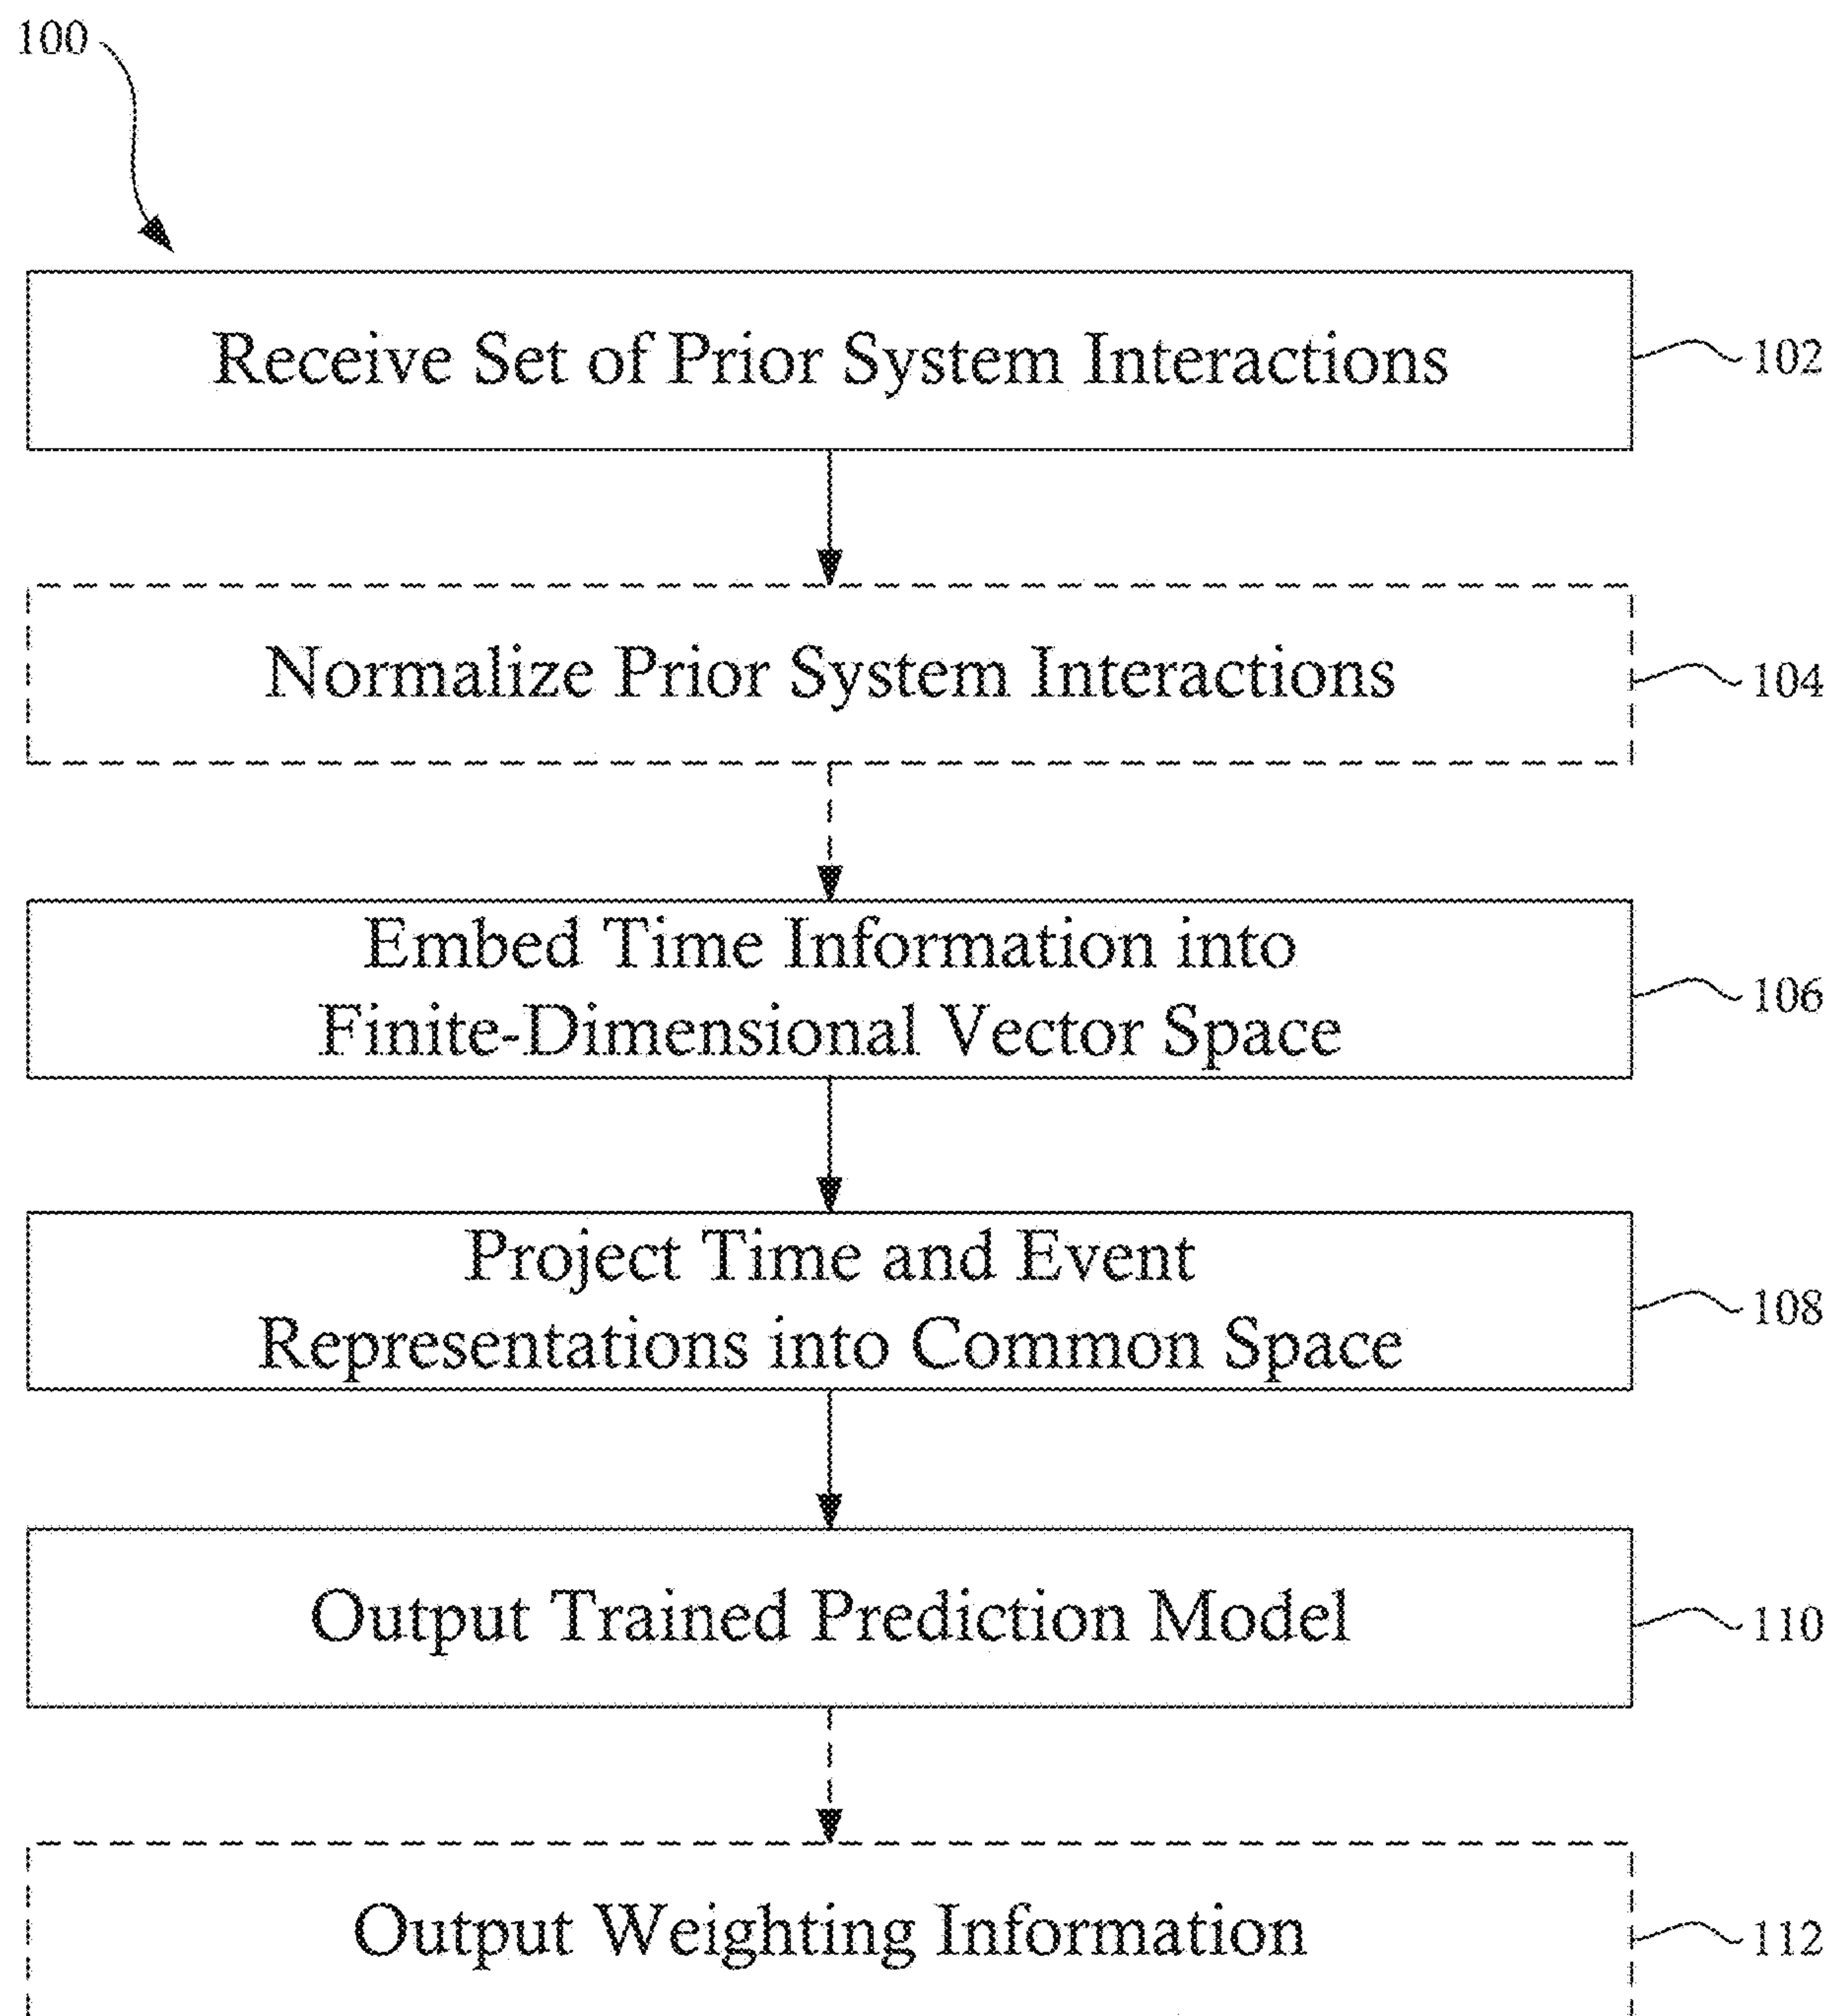 100
Receive Set of Prior System Interactions
102
Normalize Prior System Interactions
104
Embed Time Information into
Finite-Dimensional Vector Space
106
Project Time and Event
Representations into Common Space
108
Output Trained Prediction Model
110
Output Weighting Information
112